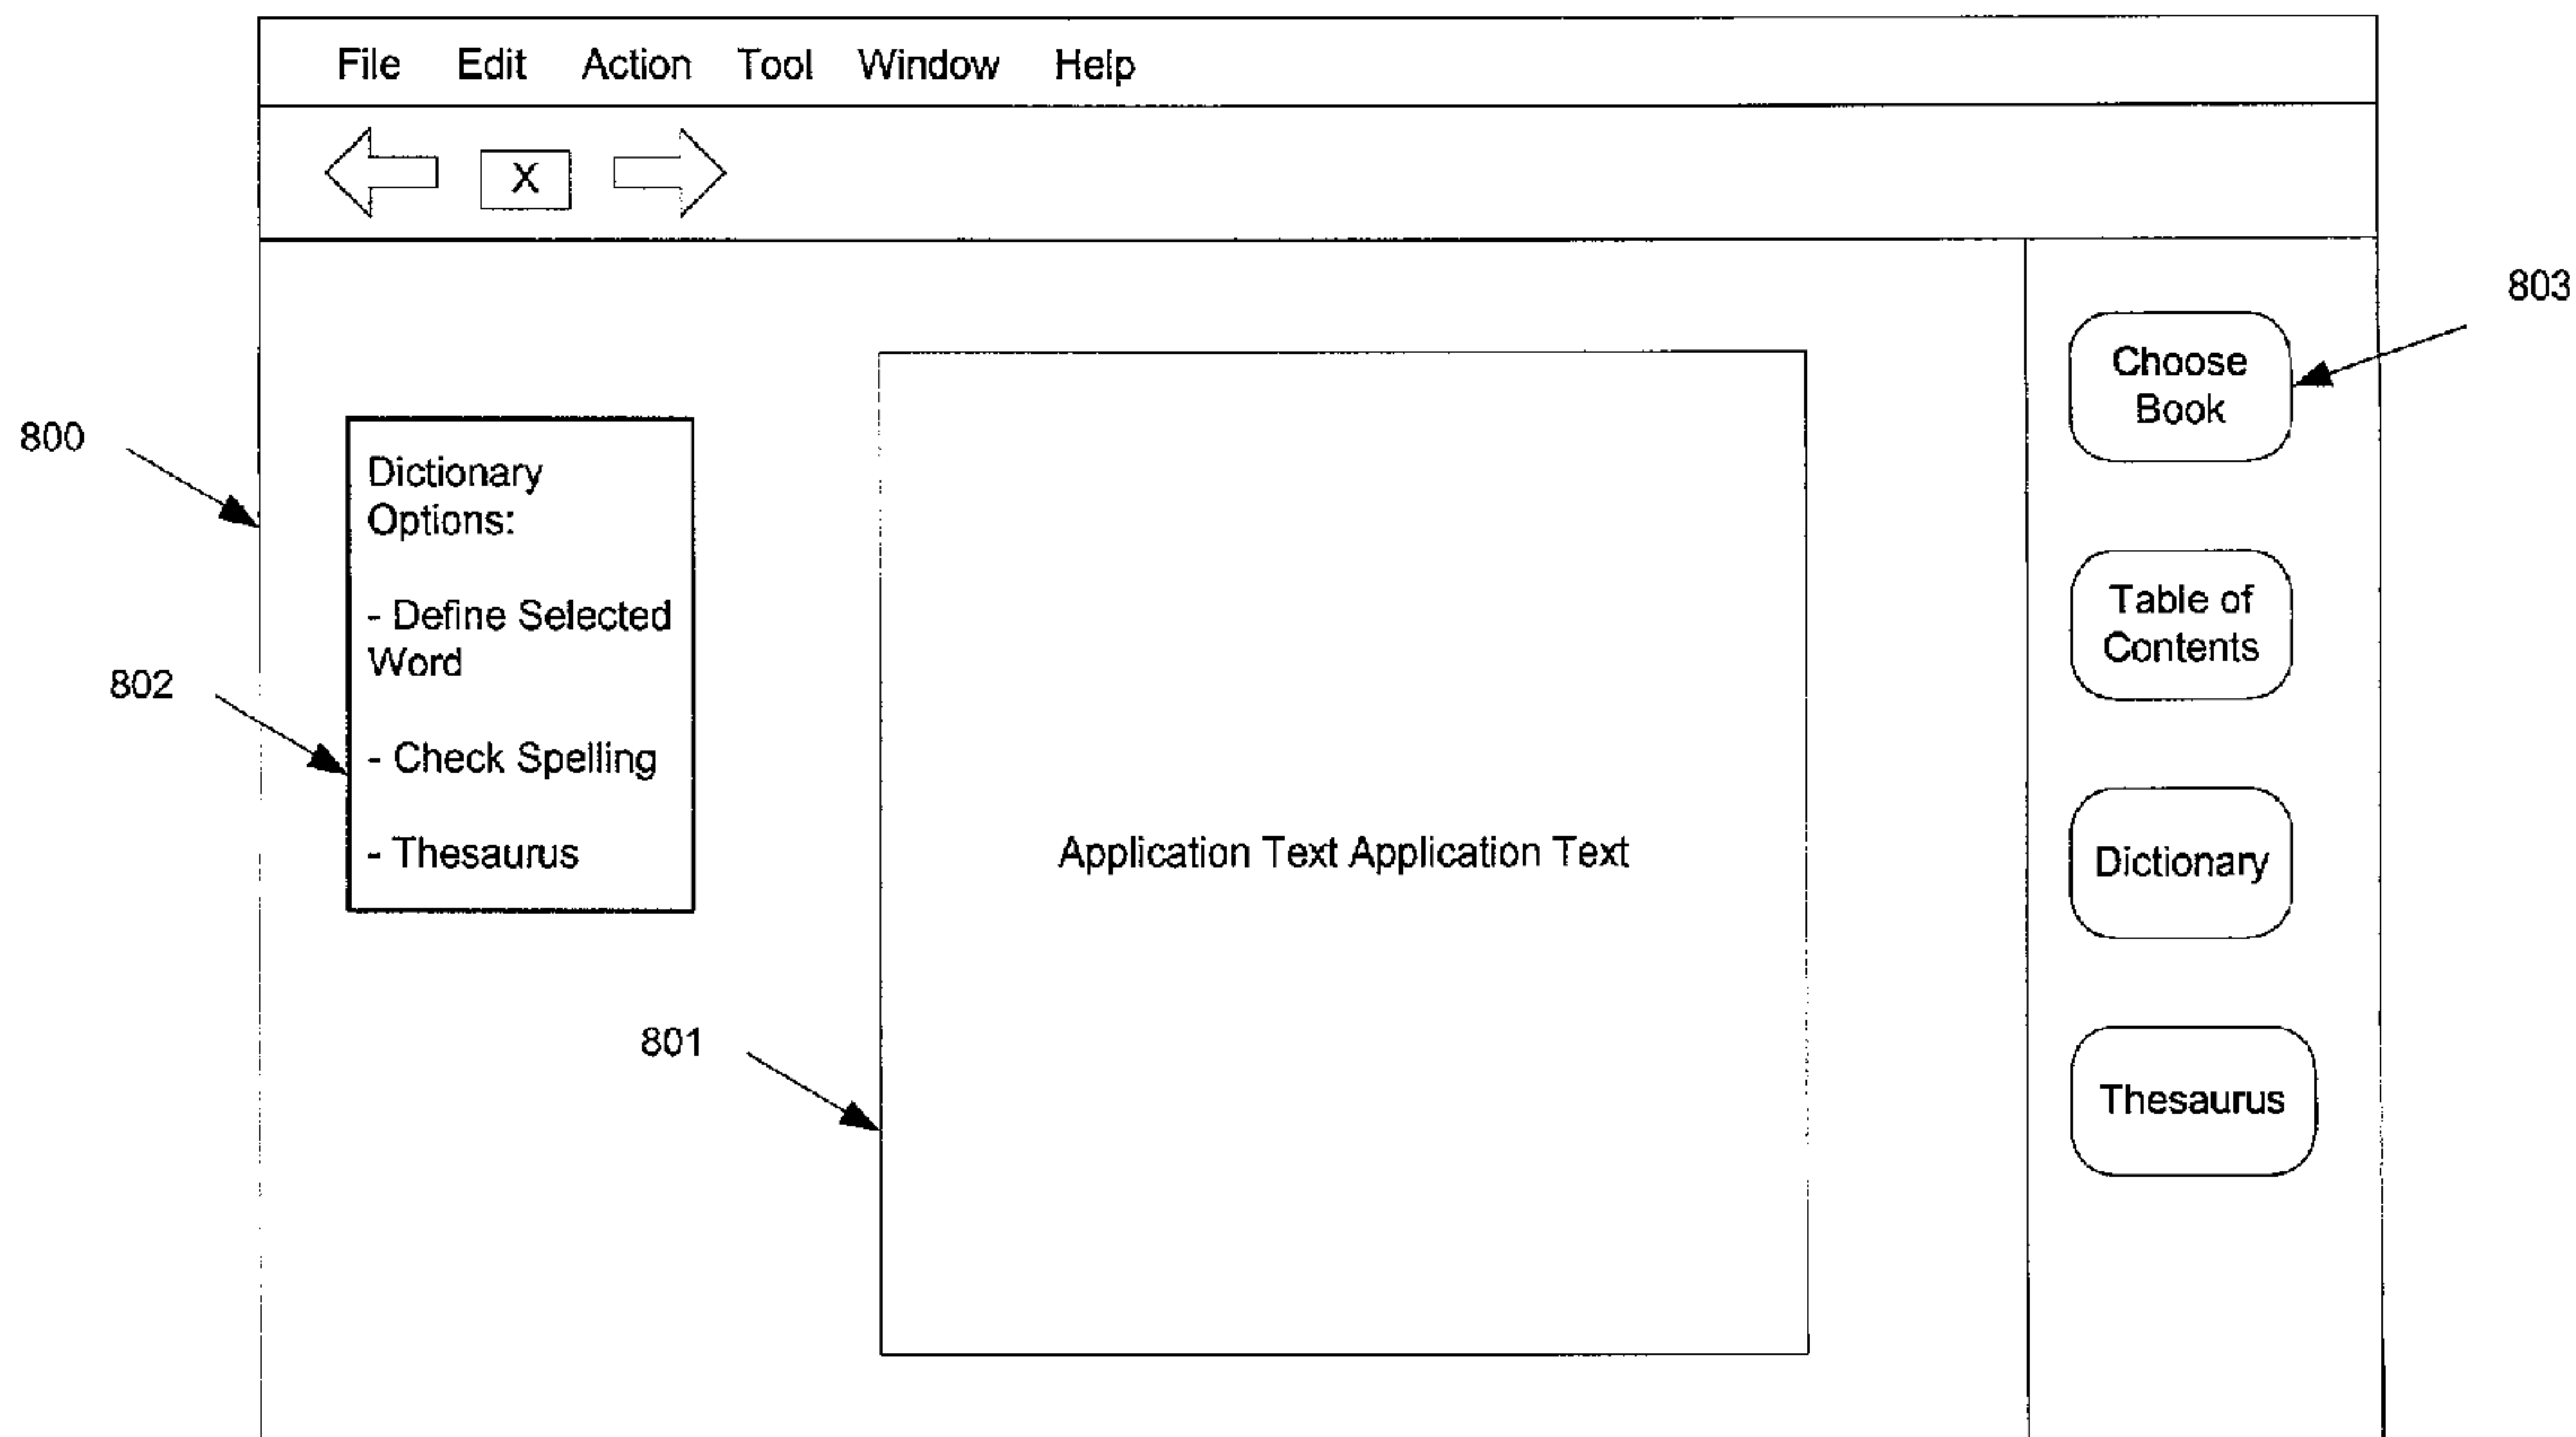 File Edit Action Tool Window Help
X
803
Choose
Book
800
Dictionary
Options:
- Define Selected
Word
- Check Spelling
- Thesaurus
802
Table of
Contents
Application Text Application Text
Dictionary
801
Thesaurus